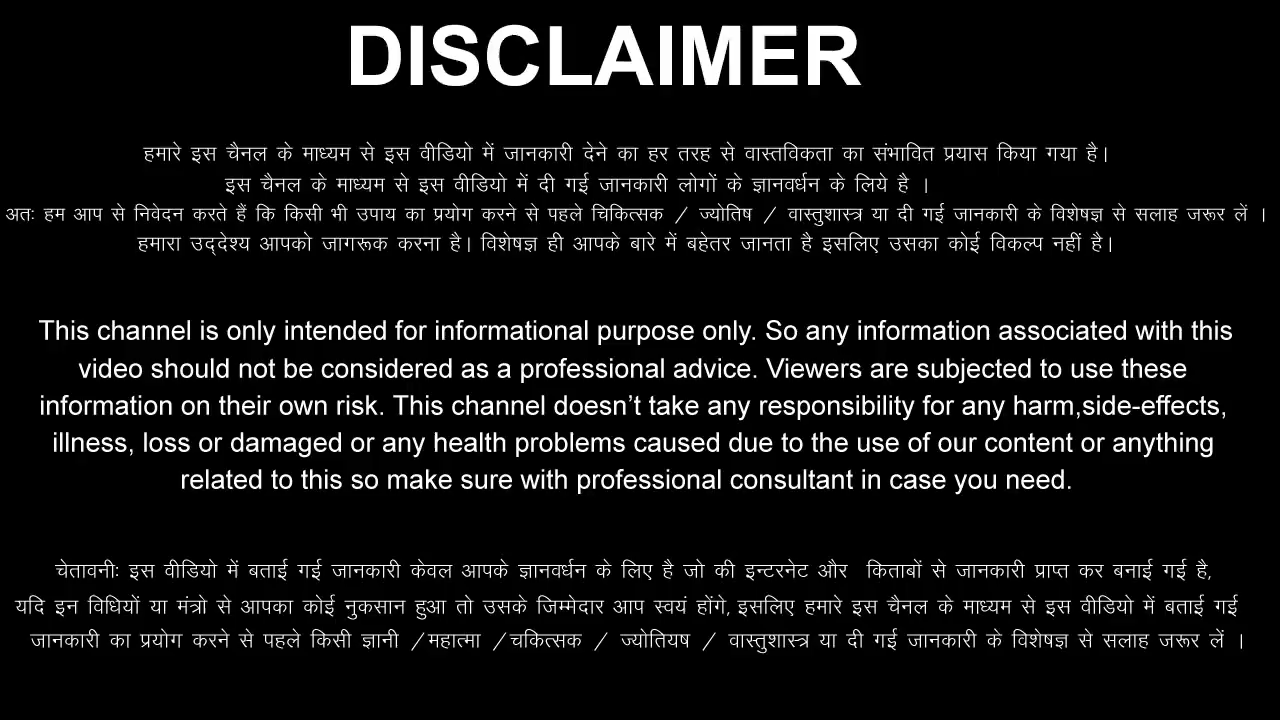 DISCLAIMER
हमारे इस चैनल के माध्यम से इस वीडियो में जानकारी देने का हर तरह से वास्तविकता का संभावित प्रयास किया गया है।
इस चैनल के माध्यम से इस वीडियो में दी गई जानकारी लोगों के ज्ञानवर्धन के लिये है ।
अतः हम आप से निवेदन करते हैं कि किसी भी उपाय का प्रयोग करने से पहले चिकित्सक / ज्योतिष / वास्तुशास्त्र या दी गई जानकारी के विशेषज्ञ से सलाह जरूर लें ।
हमारा उद्देश्य आपको जागरूक करना है। विशेषज्ञ ही आपके बारे में बहेतर जानता है इसलिए उसका कोई विकल्प नहीं है।
This channel is only intended for informational purpose only. So any information associated with this
video should not be considered as a professional advice. Viewers are subjected to use these
information on their own risk. This channel doesn’t take any responsibility for any harm,side-effects,
illness, loss or damaged or any health problems caused due to the use of our content or anything
related to this so make sure with professional consultant in case you need.
चेतावनीः इस वीडियो में बताई गई जानकारी केवल आपके ज्ञानवर्धन के लिए है जो की इन्टरनेट और किताबों से जानकारी प्राप्त कर बनाई गई है,
यदि इन विधियों या मंत्रो से आपका कोई नुकसान हुआ तो उसके जिम्मेदार आप स्वयं होंगे, इसलिए हमारे इस चैनल के माध्यम से इस वीडियो में बताई गई
जानकारी का प्रयोग करने से पहले किसी ज्ञानी /महात्मा /चकित्सक / ज्योतियष / वास्तुशास्त्र या दी गई जानकारी के विशेषज्ञ से सलाह जरूर लें ।